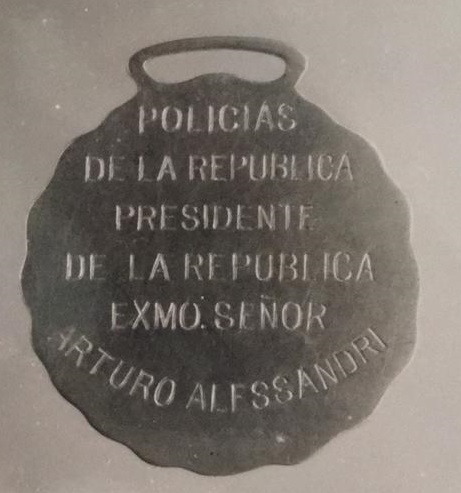 POLICIAS
DE LA REPUBLICA
PRESIDENTE
DE LA REPUBLICA
EXMO. SEÑOR
ARTURO ALESSANDRI